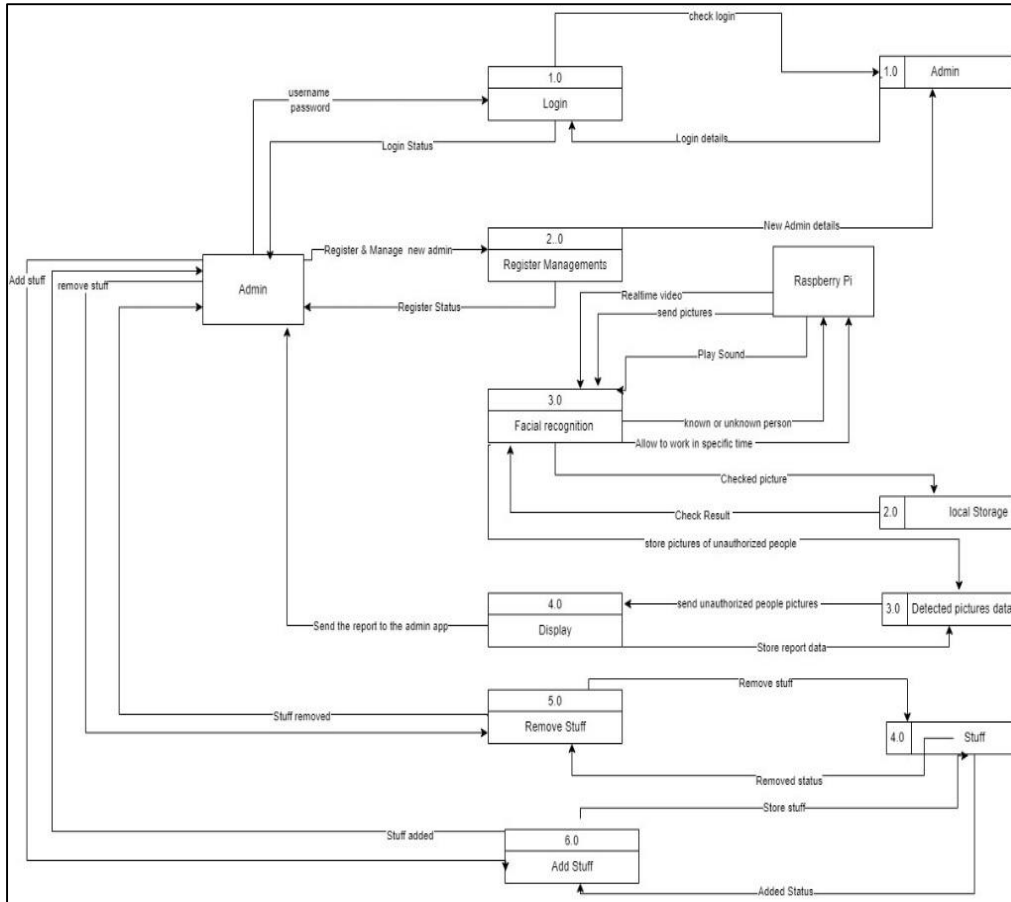 check login
1.0
Login
1.0
Admin
username
password
Login Status
Login details
New Admin details
Register & Manage new admin
2..0
Register Managements
Register Status
Add stuff
remove stuff
Admin
Raspberry Pi
Realtime video
send pictures
Play Sound
3.0
Facial recognition
known or unknown person
Allow to work in specific time
Checked picture
Check Result
2.0
local Storage
store pictures of unauthorized people
4.0
Display
send unauthorized people pictures
3.0
Detected pictures data
Send the report to the admin app
Store report data
5.0
Remove Stuff
Remove stuff
Stuff removed
4.0
Stuff
Removed status
Store stuff
Stuff added
6.0
Add Stuff
Added Status